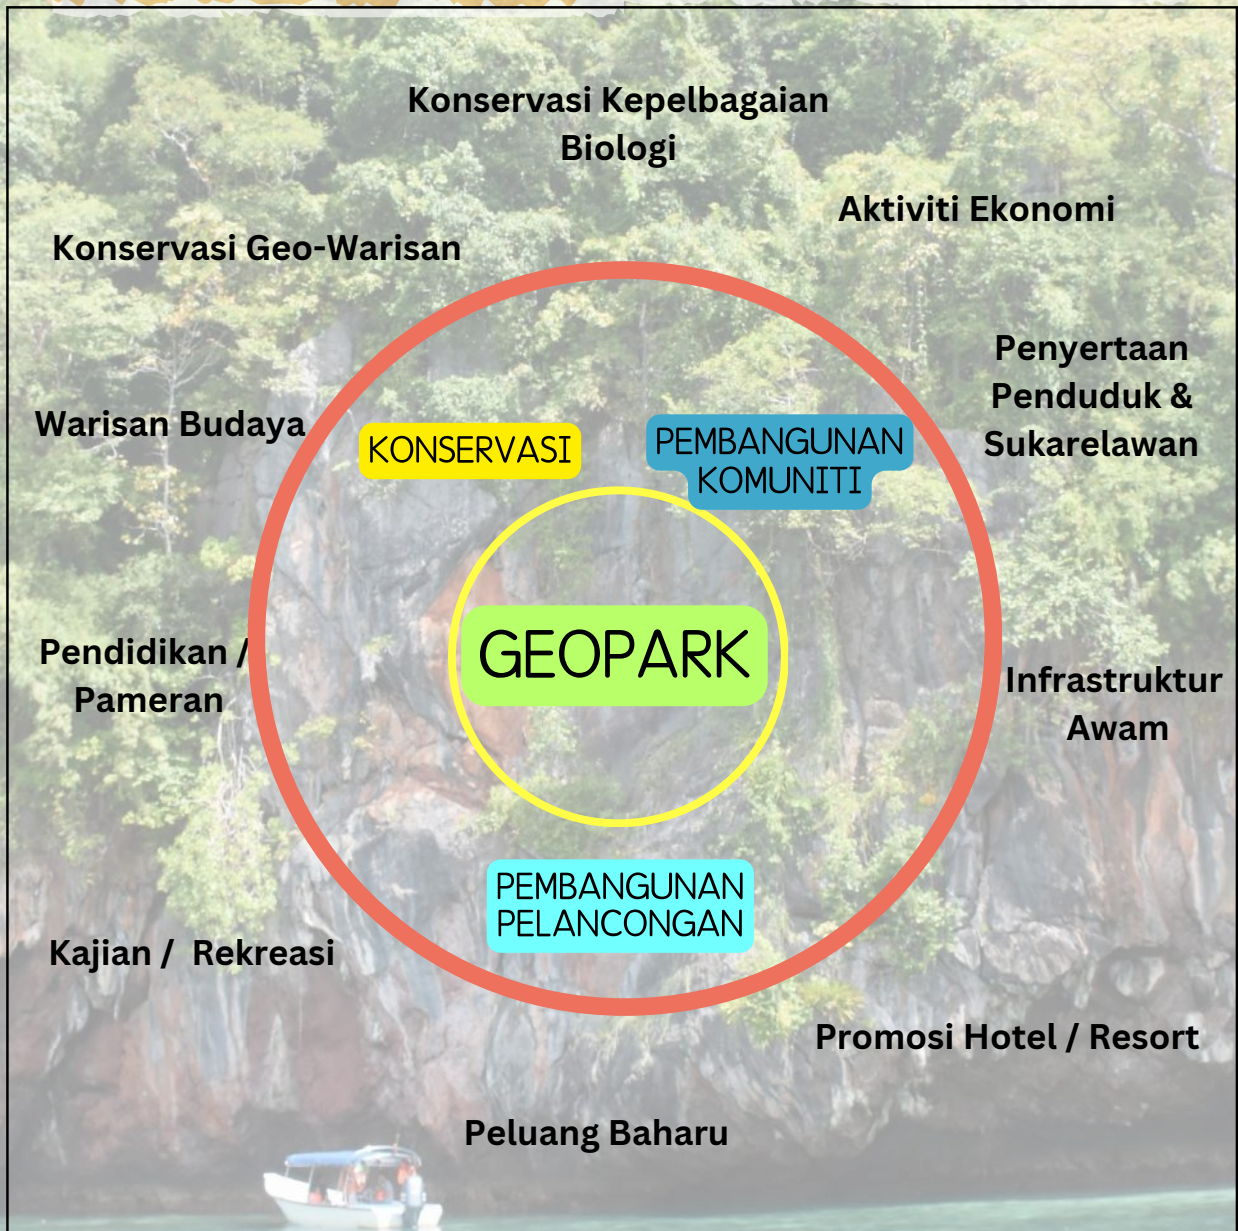 Konservasi Kepelbagaian
Biologi
Aktiviti Ekonomi
Konservasi Geo-Warisan
Penyertaan
Penduduk &
Sukarelawan
Warisan Budaya
KONSERVASI
PEMBANGUNAN
KOMUNITI
GEOPARK
Pendidikan /
Pameran
Infrastruktur
Awam
PEMBANGUNAN
PELANCONGAN
Kajian / Rekreasi
Promosi Hotel / Resort
Peluang Baharu